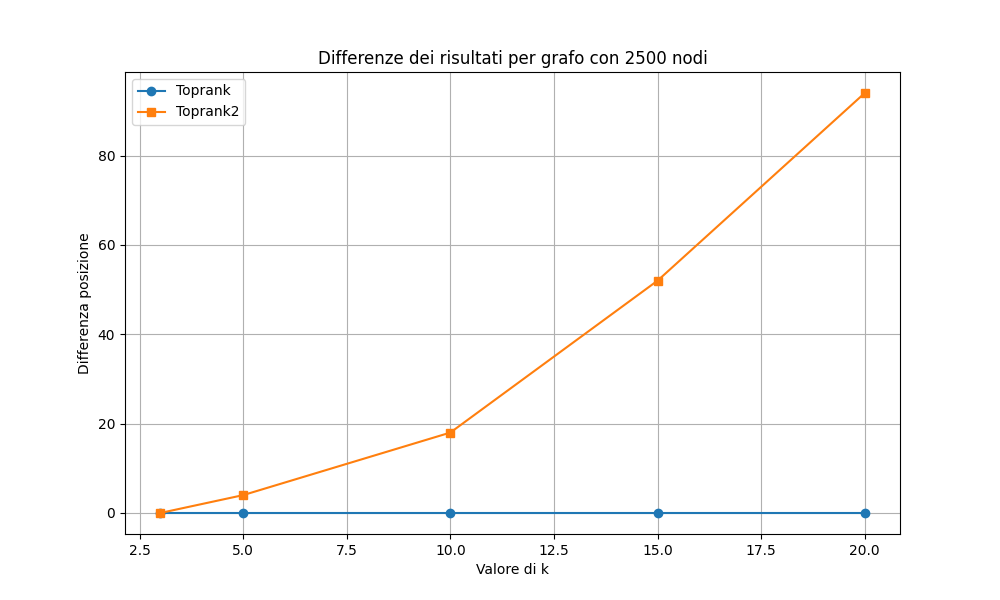 Differenze dei risultati per grafo con 2500 nodi
Toprank
Toprank2
80
60
40
20
0
Differenza posizione
2.5 5.0 7.5 10.0 12.5 15.0 17.5 20.0
Valore di k